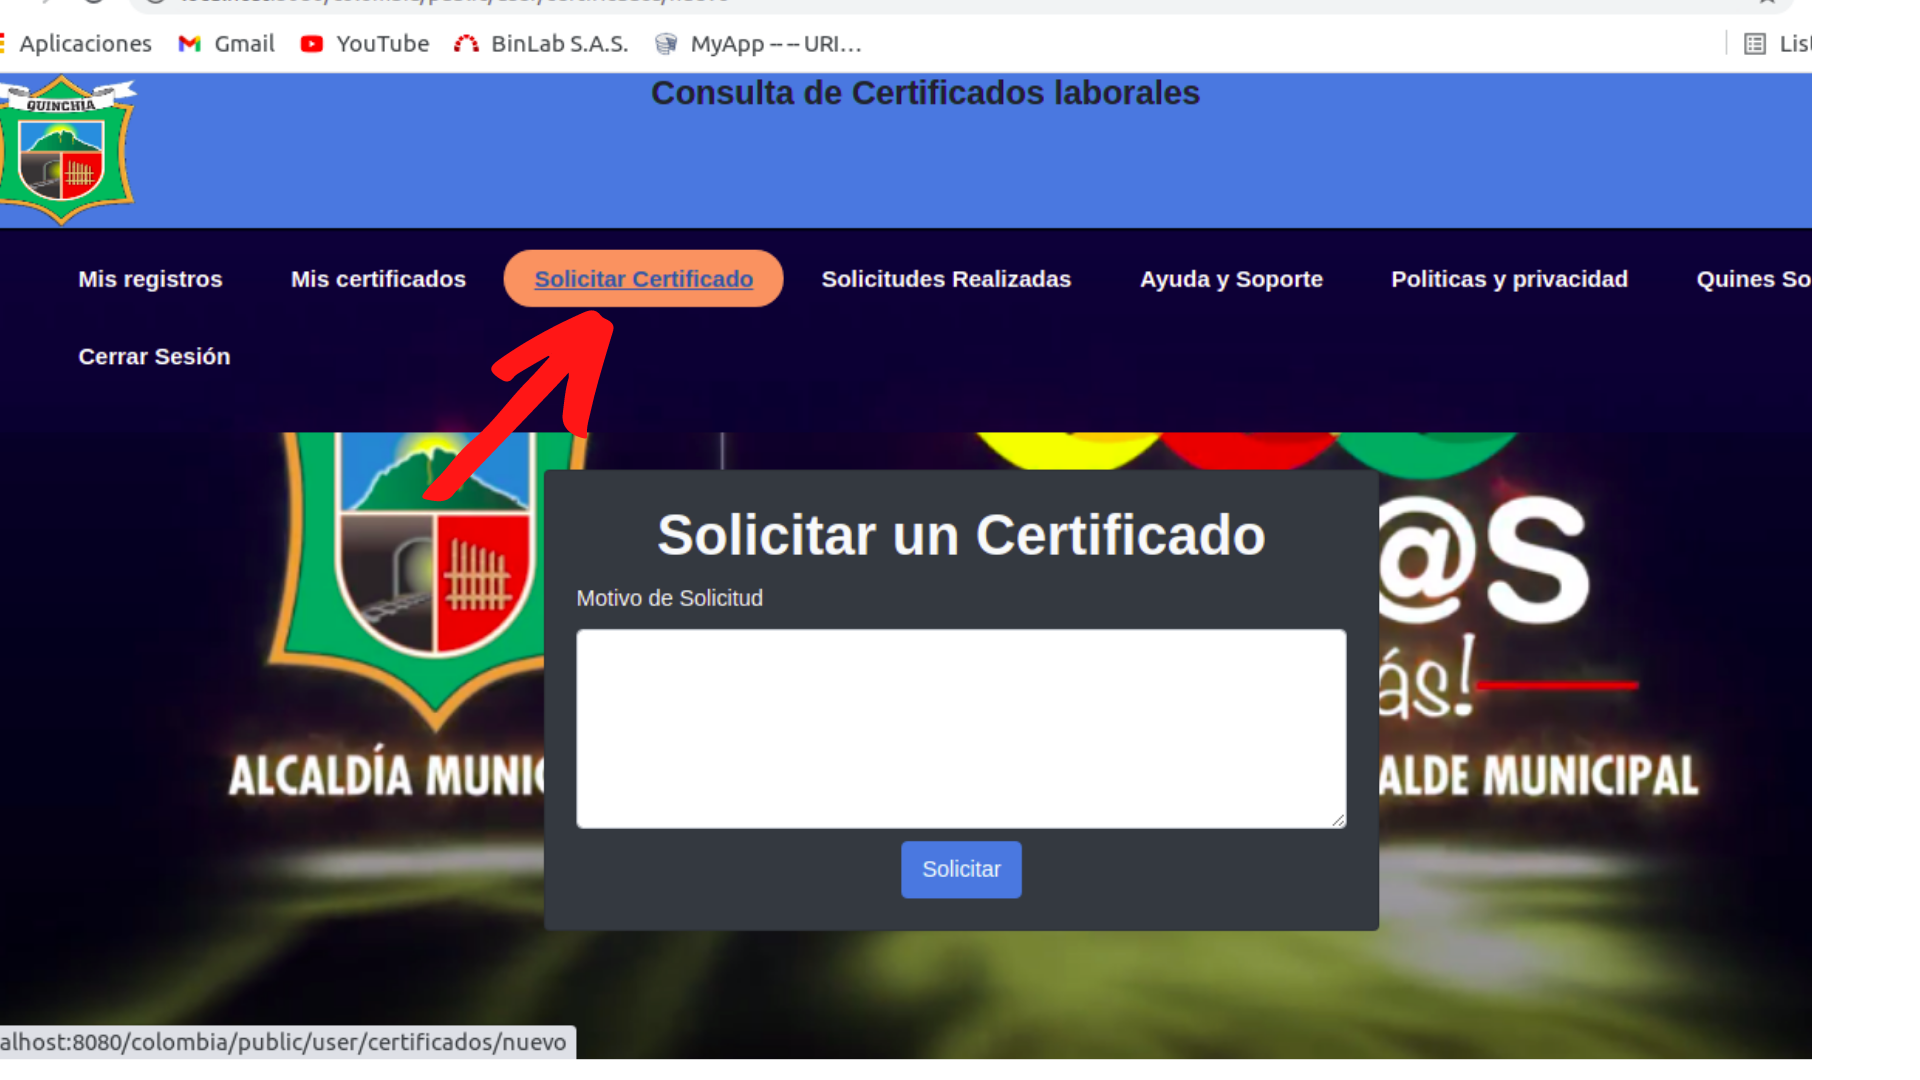 Aplicaciones Gmail YouTube BinLab S.A.S. MyApp -- -- URI... Lis
QUINCHIA
Consulta de Certificados laborales
Mis registros Mis certificados Solicitar Certificado Solicitudes Realizadas Ayuda y Soporte Politicas y privacidad Quines So
Cerrar Sesión
Solicitar un Certificado
Motivo de Solicitud
@S
ás!
ALCALDÍA MUNIC ALDE MUNICIPAL
Solicitar
alhost:8080/colombia/public/user/certificados/nuevo